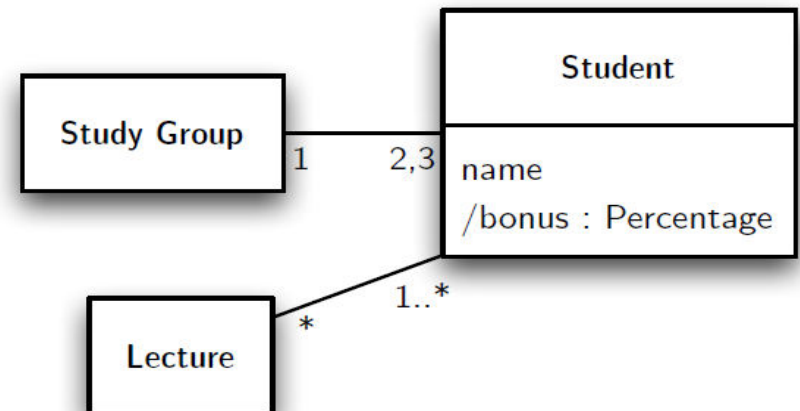 Student
Study Group
1
2,3
name
/bonus : Percentage
1..*
*
Lecture